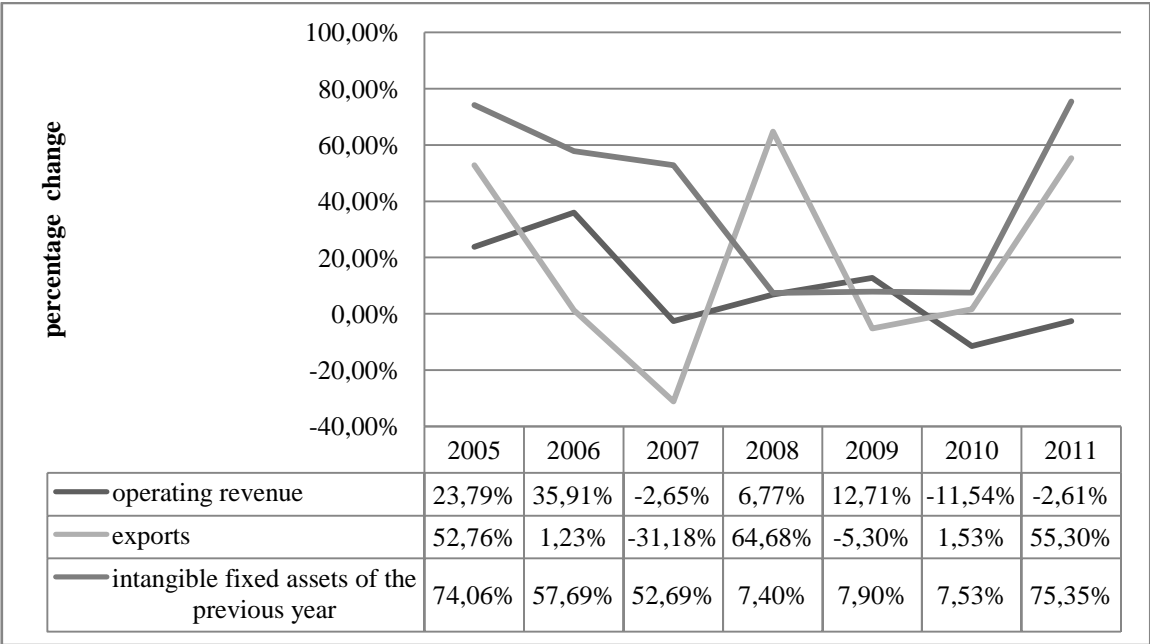 100,00%
80,00%
60,00%
40,00%
20,00%
0,00%
-20,00%
-40,00%
percentage change
2005 2006 2007 2008 2009 2010 2011
operating revenue 23,79% 35,91% -2,65% 6,77% 12,71% -11,54% -2,61%
exports 52,76% 1,23% -31,18% 64,68% -5,30% 1,53% 55,30%
intangible fixed assets of the
previous year 74,06% 57,69% 52,69% 7,40% 7,90% 7,53% 75,35%